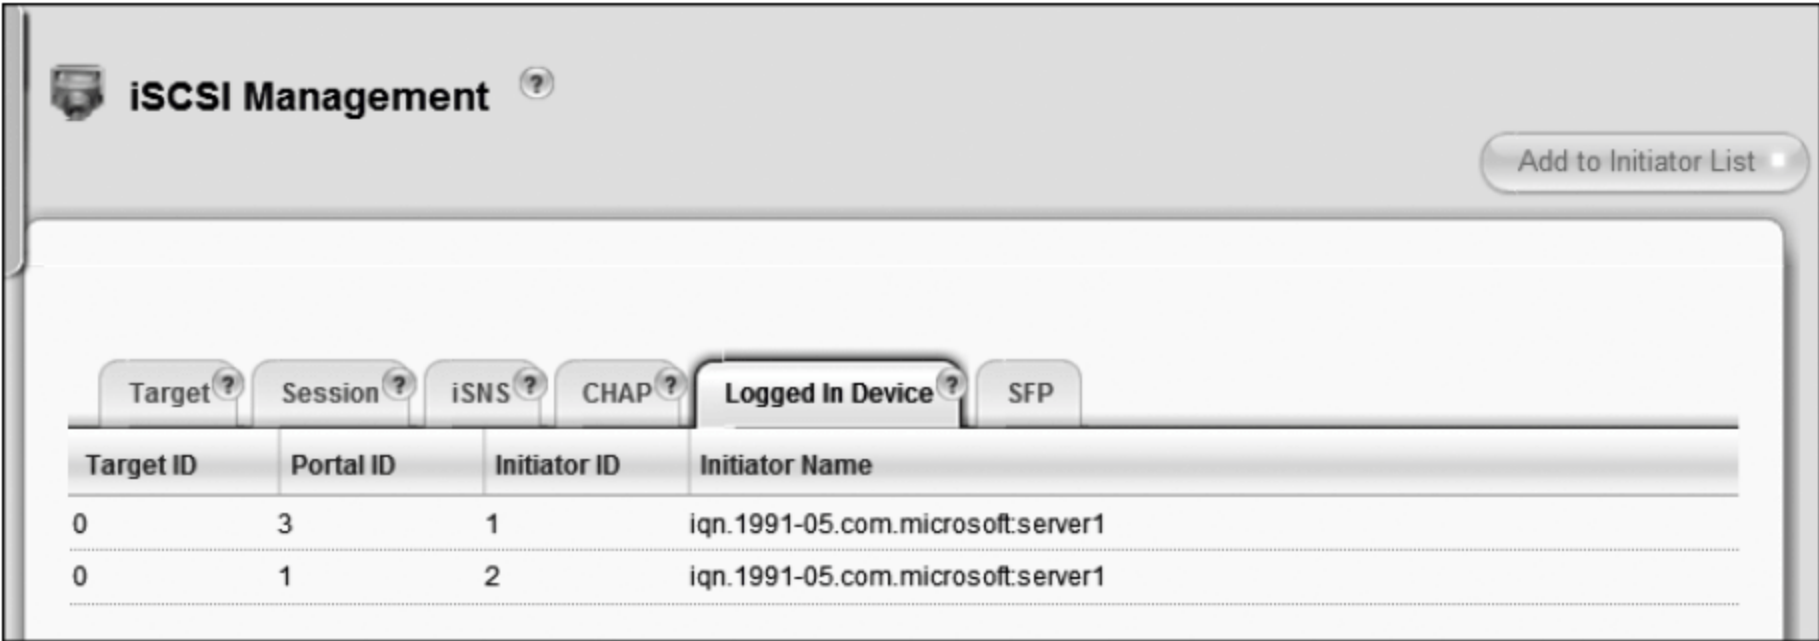 iSCSI Management ?
Add to Initiator List
Target ? Session ? iSNS ? CHAP ? Logged In Device ? SFP
Target ID Portal ID Initiator ID Initiator Name
0 3 1 iqn.1991-05.com.microsoft:server1
0 1 2 iqn.1991-05.com.microsoft:server1